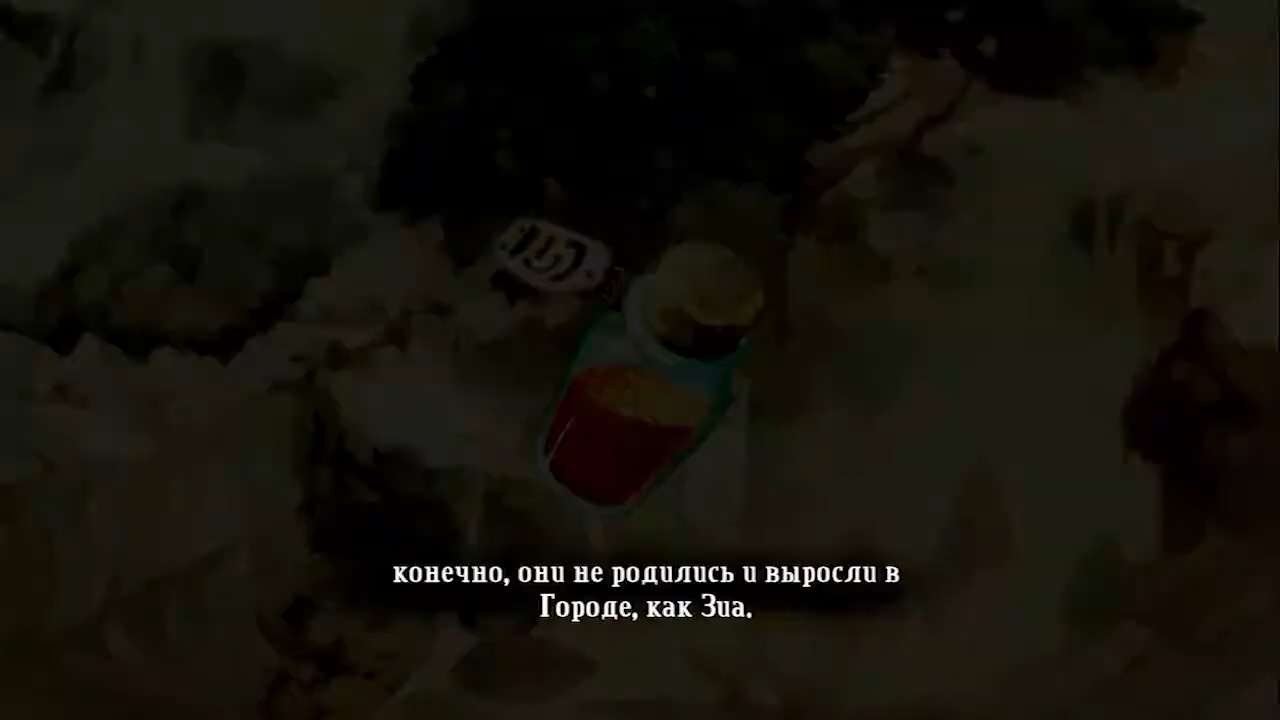 конечно, они не родились и выросли в
Городе, как Зиа.